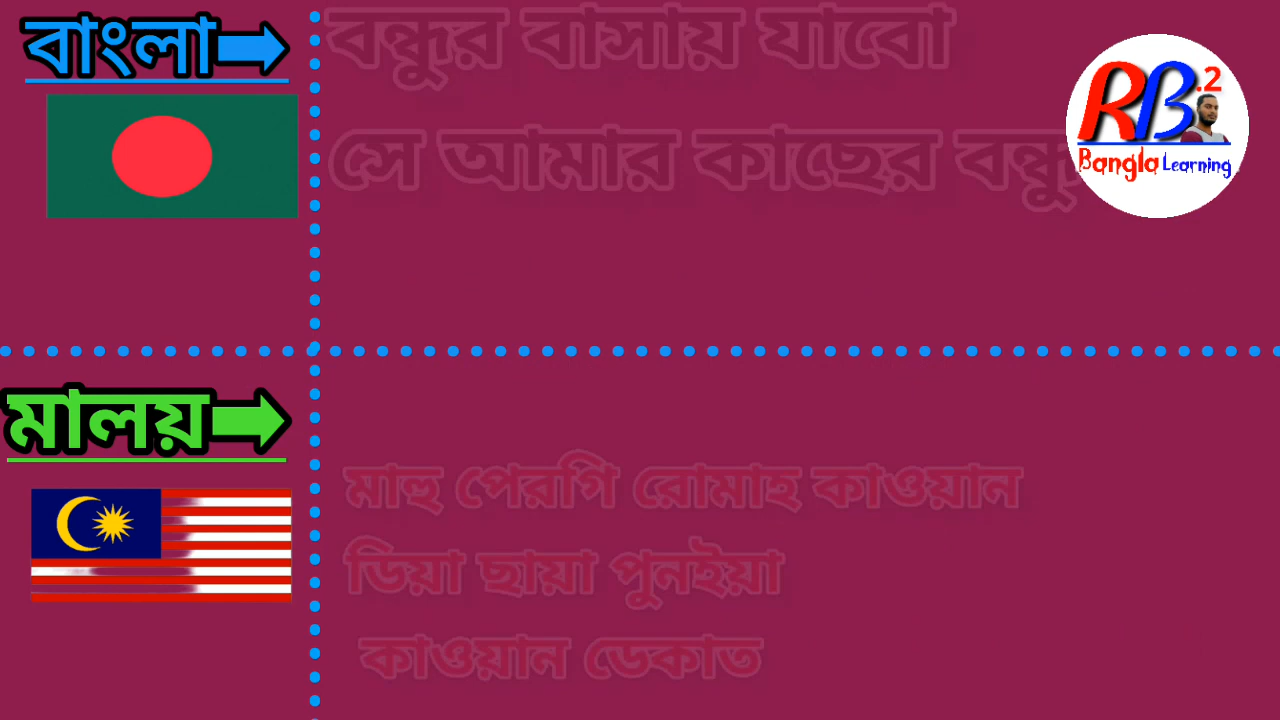 বাংলা
বন্ধুর বাসায় যাবো
সে আমার কাছের বন্ধু
RB.2
Bangla Learning
মালয়
মাহু পেরগি রোমাহ কাওয়ান
ডিয়া ছায়া পুনইয়া
কাওয়ান ডেকাত